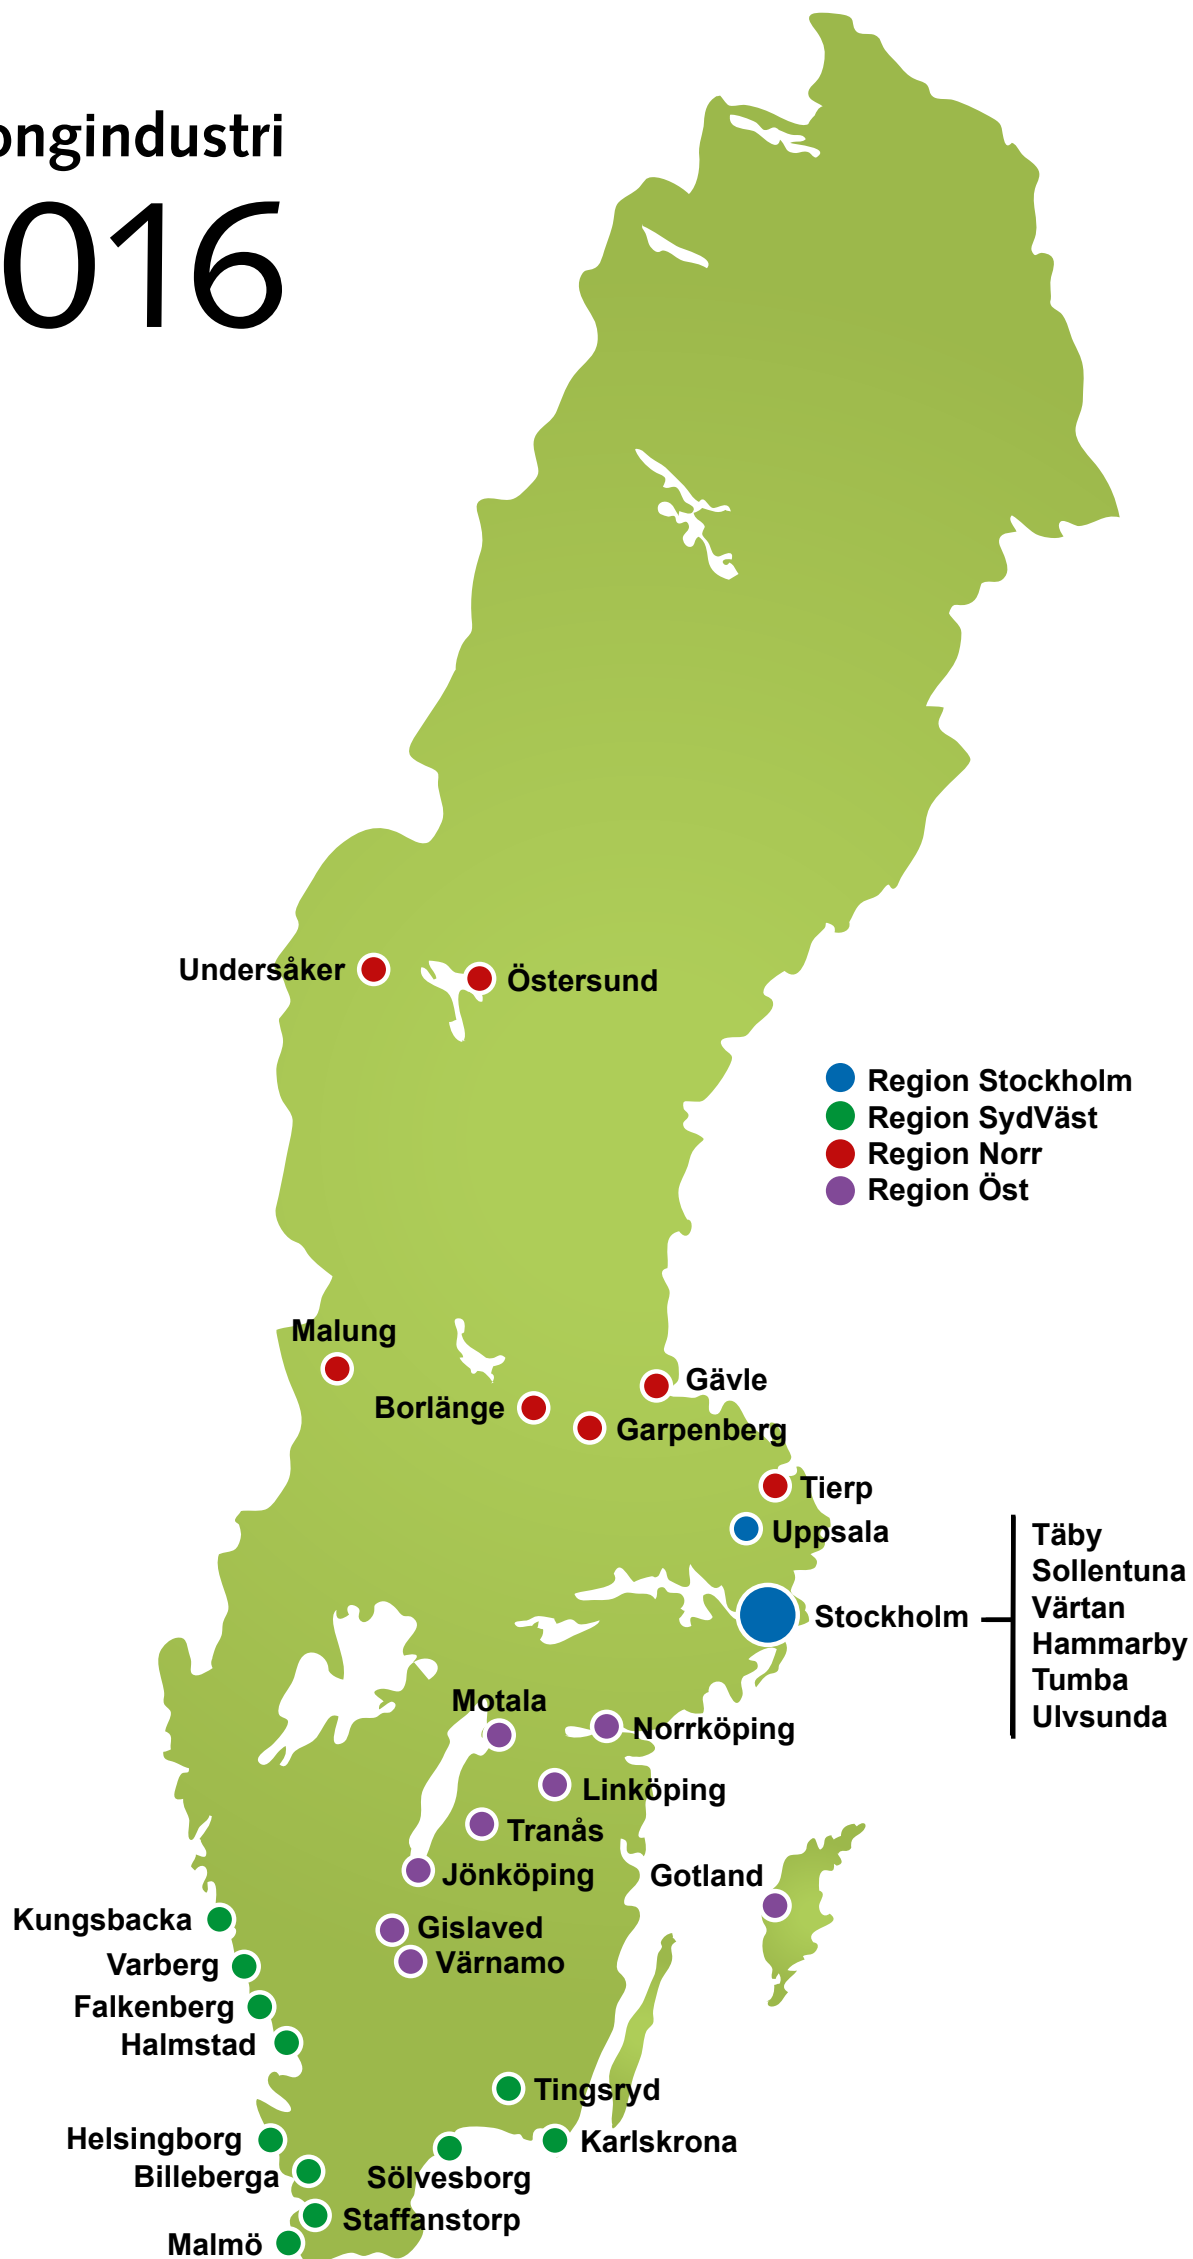 ongindustri
016
Undersåker
Östersund
Region Stockholm
Region SydVäst
Region Norr
Region Öst
Malung
Gävle
Borlänge
Garpenberg
Tierp
Uppsala
Stockholm
Täby
Sollentuna
Värtan
Hammarby
Tumba
Ulvsunda
Motala
Norrköping
Linköping
Tranås
Jönköping
Gotland
Kungsbacka
Gislaved
Varberg
Värnamo
Falkenberg
Halmstad
Tingsryd
Helsingborg
Karlskrona
Billeberga
Sölvesborg
Staffanstorp
Malmö